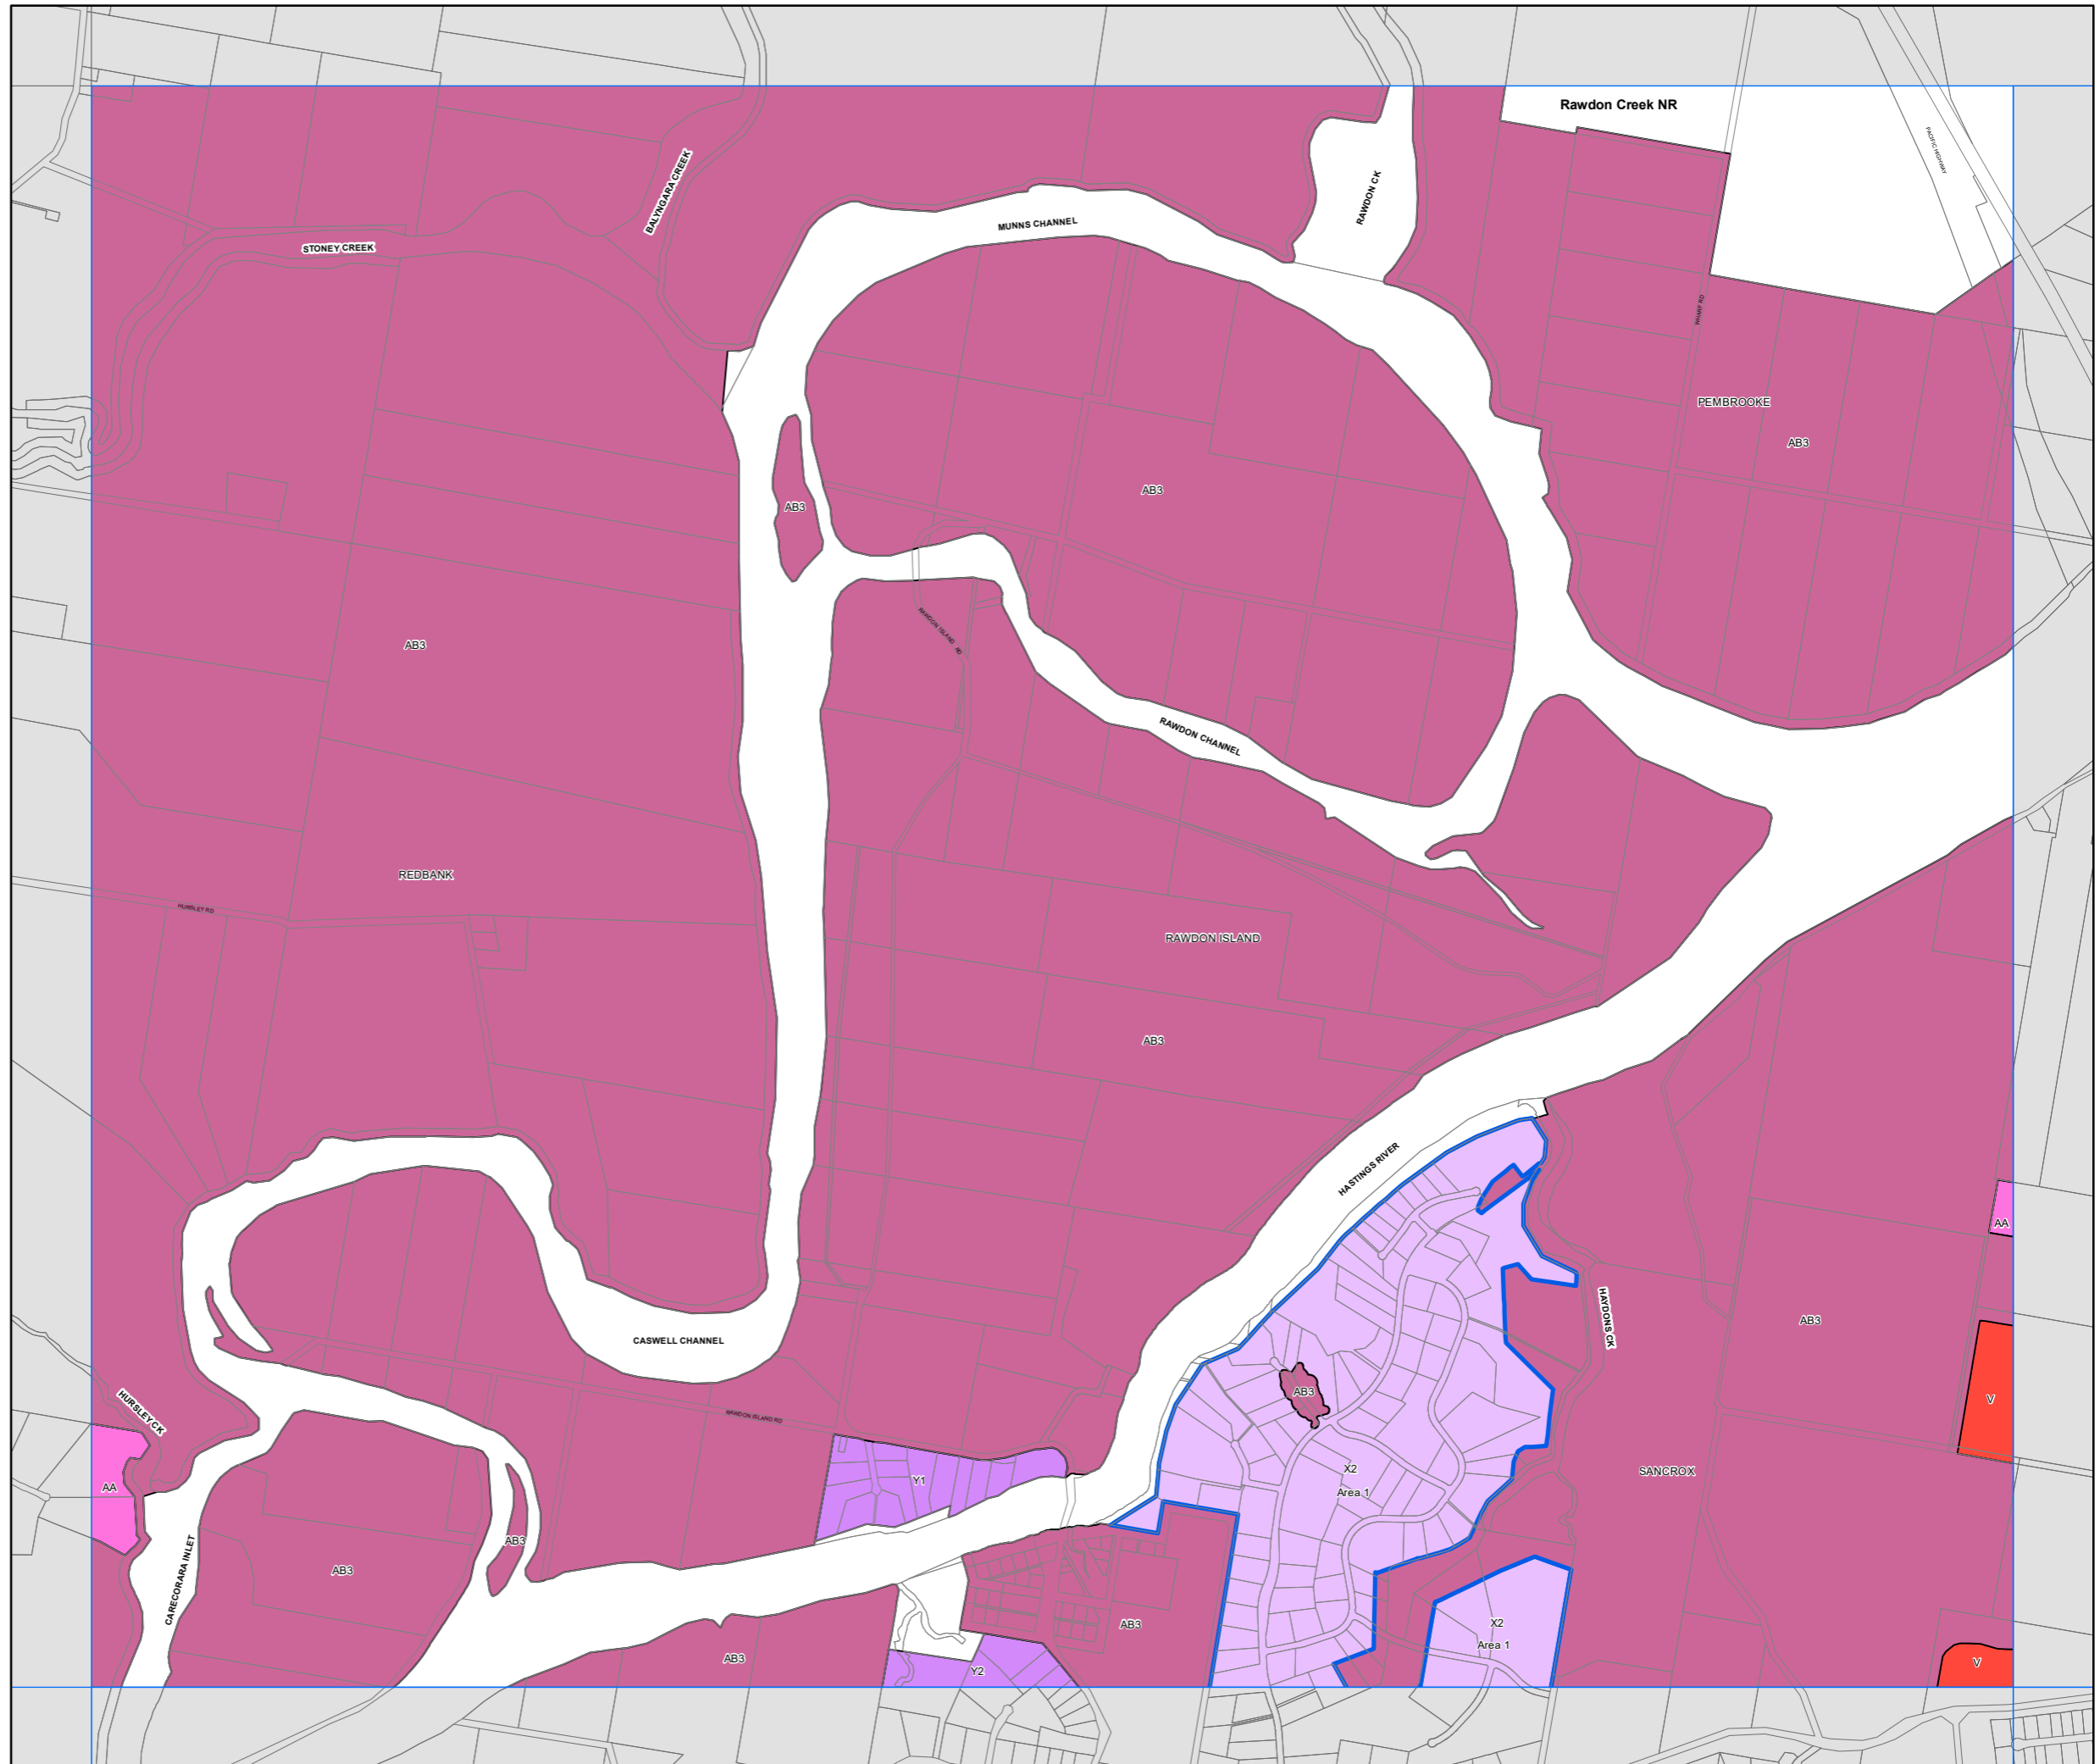 Rawdon Creek NR
PACIFIC HIGHWAY
BALYNGARA CREEK
RAWDON CK
MUNNS CHANNEL
STONEY CREEK
WHARF RD
PEMBROOKE
AB3
AB3
AB3
RAWDON ISLAND RD
AB3
RAWDON CHANNEL
REDBANK
HURSLEY RD
RAWDON ISLAND
AB3
HASTINGS RIVER
AA
HAYDONS CK
AB3
CASWELL CHANNEL
AB3
V
HURSLEY CK
RAWDON ISLAND RD
X2
Area 1
SANCROX
Y1
AA
AB3
CARECORARA INLET
AB3
AB3
X2
Area 1
AB3
Y2
V